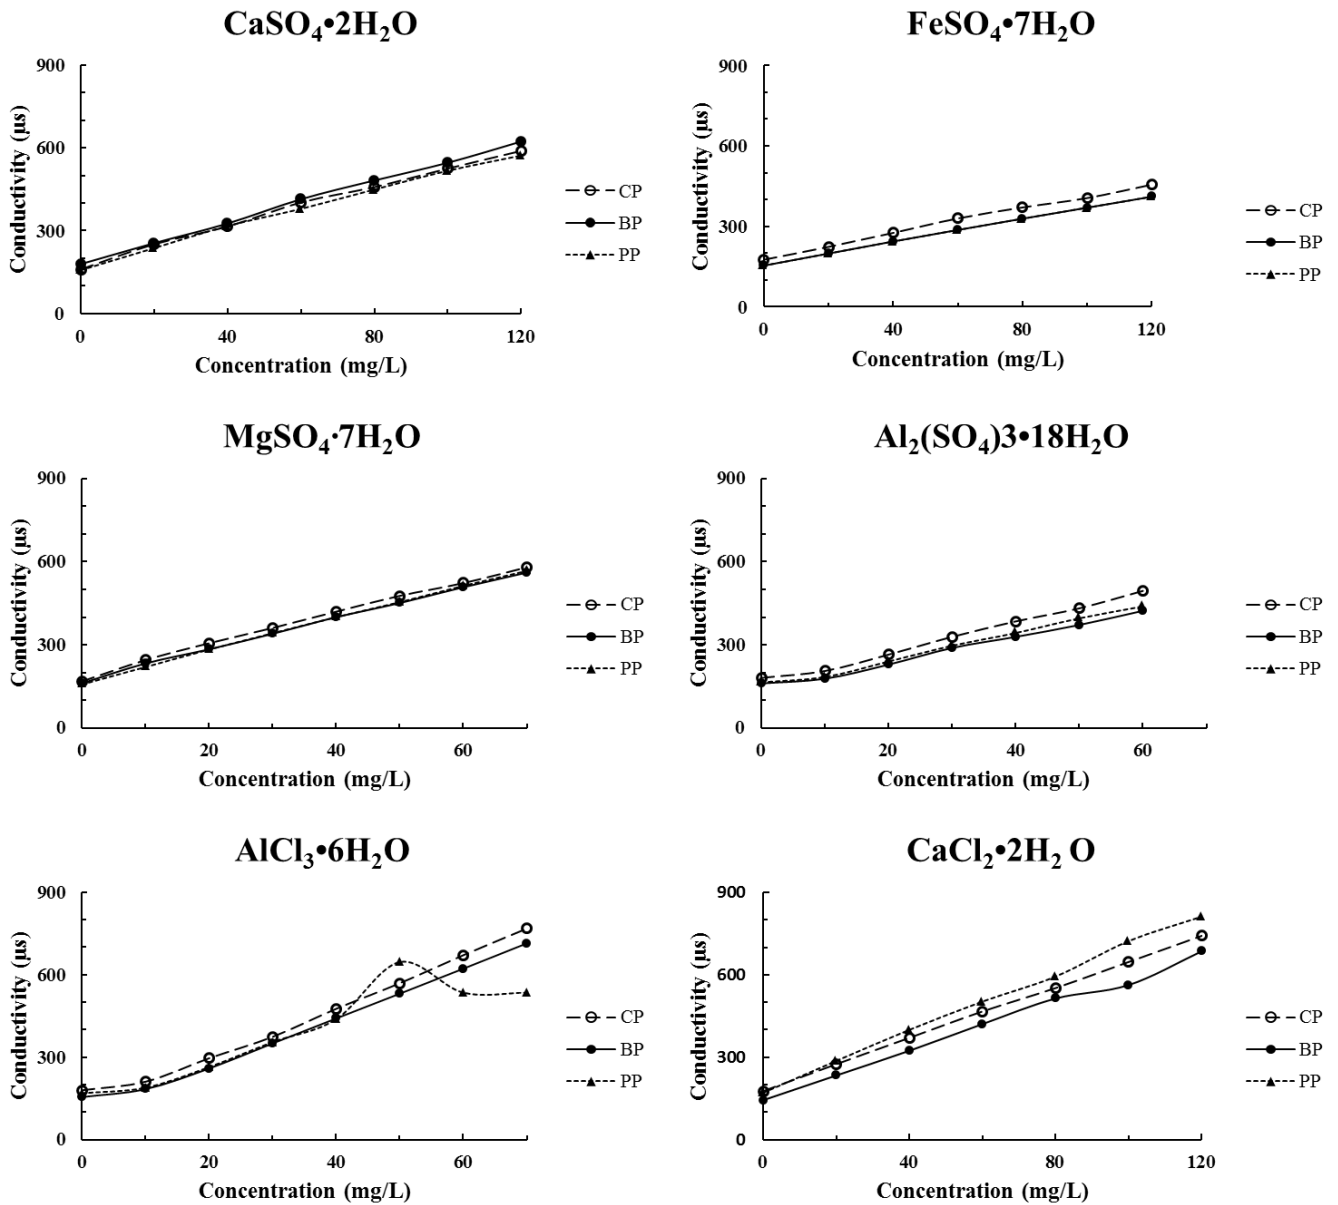 CaSO₄•2H₂O
900
600
300
0
0 40 80 120
Conductivity (µs)
Concentration (mg/L)
CP
BP
PP
FeSO₄•7H₂O
900
600
300
0
0 40 80 120
Conductivity (µs)
Concentration (mg/L)
CP
BP
PP
MgSO₄·7H₂O
900
600
300
0
0 20 40 60
Conductivity (µs)
Concentration (mg/L)
CP
BP
PP
Al₂(SO₄)3•18H₂O
900
600
300
0
0 20 40 60
Conductivity (µs)
Concentration (mg/L)
CP
BP
PP
AlCl₃•6H₂O
900
600
300
0
0 20 40 60
Conductivity (µs)
Concentration (mg/L)
CP
BP
PP
CaCl₂•2H₂ O
900
600
300
0
0 40 80 120
Conductivity (µs)
Concentration (mg/L)
CP
BP
PP